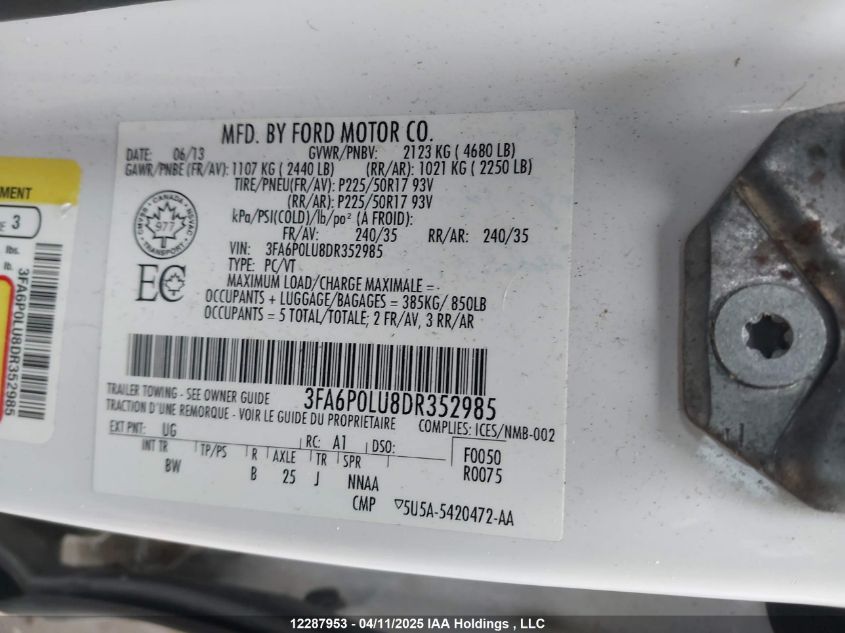 MFD. BY FORD MOTOR CO.
DATE: 06/13 GVWR/PNBV: 2123 KG ( 4680 LB)
GAWR/PNBE (FR/AV): 1107 KG ( 2440 LB) (RR/AR): 1021 KG ( 2250 LB)
TIRE/PNEU(FR/AV): P225/50R17 93V
(RR/AR): P225/50R17 93V
kPa/PSI(COLD)/lb/po² (À FROID):
FR/AV: 240/35 RR/AR: 240/35
VIN: 3FA6P0LU8DR352985
TYPE: PC/VT
MAXIMUM LOAD/CHARGE MAXIMALE = -
OCCUPANTS + LUGGAGE/BAGAGES = 385KG/ 850LB
OCCUPANTS = 5 TOTAL/TOTALE; 2 FR/AV, 3 RR/AR
CANADA
977
TRANSPORT
EC
3FA6P0LU8DR352985
TRAILER TOWING - SEE OWNER GUIDE
TRACTION D'UNE REMORQUE - VOIR LE GUIDE DU PROPRIETAIRE
COMPLIES: ICES/NMB-002
EXT PNT: UG RC: A1 DSO: F0050
INT TR TP/PS R AXLE TR SPR R0075
BW B 25 J NNAA
CMP ▽5U5A-5420472-AA
MENT
E 3
lbs.
lb.
3FA6P0LU8DR352985
12287953 - 04/11/2025 IAA Holdings , LLC